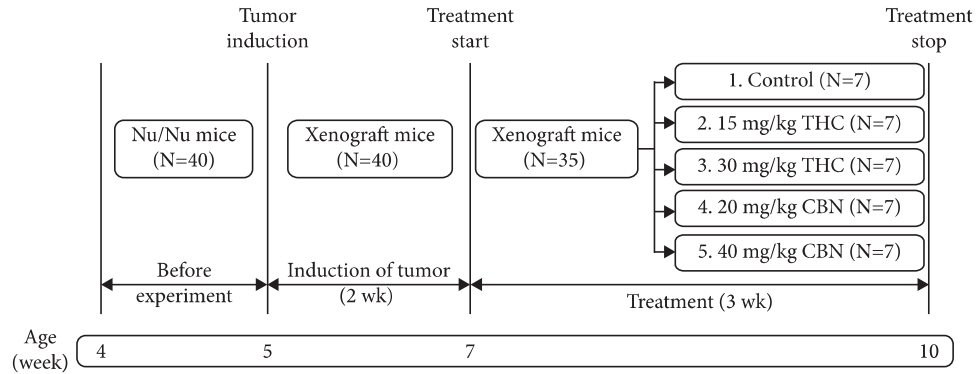 Tumor
induction
Treatment
start
Treatment
stop
Nu/Nu mice
(N=40)
Xenograft mice
(N=40)
Xenograft mice
(N=35)
1. Control (N=7)
2. 15 mg/kg THC (N=7)
3. 30 mg/kg THC (N=7)
4. 20 mg/kg CBN (N=7)
5. 40 mg/kg CBN (N=7)
Before
experiment
Induction of tumor
(2 wk)
Treatment (3 wk)
Age
(week)
4 5 7 10